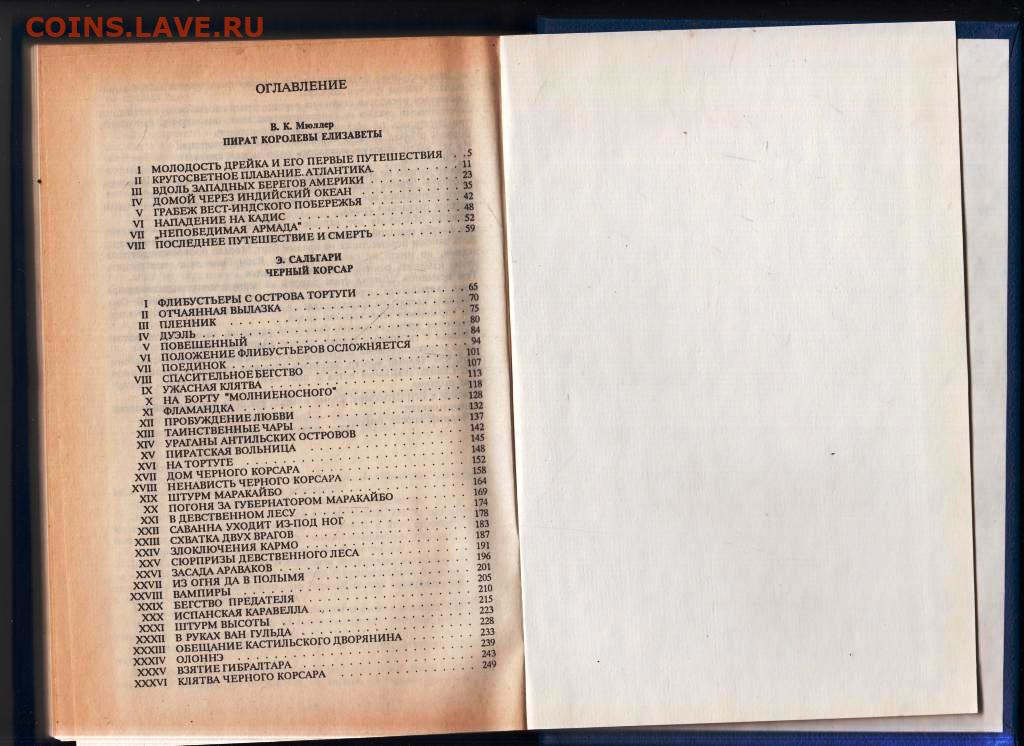 COINS.LAVE.RU
ОГЛАВЛЕНИЕ
В. К. Мюллер
ПИРАТ КОРОЛЕВЫ ЕЛИЗАВЕТЫ
I МОЛОДОСТЬ ДРЕЙКА И ЕГО ПЕРВЫЕ ПУТЕШЕСТВИЯ . . 5
II КРУГОСВЕТНОЕ ПЛАВАНИЕ. АТЛАНТИКА. . . . . . . . . 11
III ВДОЛЬ ЗАПАДНЫХ БЕРЕГОВ АМЕРИКИ . . . . . . . . . 23
IV ДОМОЙ ЧЕРЕЗ ИНДИЙСКИЙ ОКЕАН . . . . . . . . . . 35
V ГРАБЕЖ ВЕСТ-ИНДСКОГО ПОБЕРЕЖЬЯ . . . . . . . . . 42
VI НАПАДЕНИЕ НА КАДИС . . . . . . . . . . . . . . 48
VII „НЕПОБЕДИМАЯ АРМАДА" . . . . . . . . . . . . . 52
VIII ПОСЛЕДНЕЕ ПУТЕШЕСТВИЕ И СМЕРТЬ . . . . . . . . 59
Э. САЛЬГАРИ
ЧЕРНЫЙ КОРСАР
I ФЛИБУСТЬЕРЫ С ОСТРОВА ТОРТУГИ . . . . . . . . . 65
II ОТЧАЯННАЯ ВЫЛАЗКА . . . . . . . . . . . . . . 70
III ПЛЕННИК . . . . . . . . . . . . . . . . . . 75
IV ДУЭЛЬ . . . . . . . . . . . . . . . . . . . 80
V ПОВЕШЕННЫЙ . . . . . . . . . . . . . . . . . 84
VI ПОЛОЖЕНИЕ ФЛИБУСТЬЕРОВ ОСЛОЖНЯЕТСЯ . . . . . . 94
VII ПОЕДИНОК . . . . . . . . . . . . . . . . . 101
VIII СПАСИТЕЛЬНОЕ БЕГСТВО . . . . . . . . . . . . 107
IX УЖАСНАЯ КЛЯТВА . . . . . . . . . . . . . . . 113
X НА БОРТУ "МОЛНИЕНОСНОГО" . . . . . . . . . . . 118
XI ФЛАМАНДКА . . . . . . . . . . . . . . . . . 128
XII ПРОБУЖДЕНИЕ ЛЮБВИ . . . . . . . . . . . . . 132
XIII ТАИНСТВЕННЫЕ ЧАРЫ . . . . . . . . . . . . . 137
XIV УРАГАНЫ АНТИЛЬСКИХ ОСТРОВОВ . . . . . . . . . 142
XV ПИРАТСКАЯ ВОЛЬНИЦА . . . . . . . . . . . . . 145
XVI НА ТОРТУГЕ . . . . . . . . . . . . . . . . 148
XVII ДОМ ЧЕРНОГО КОРСАРА . . . . . . . . . . . . 152
XVIII НЕНАВИСТЬ ЧЕРНОГО КОРСАРА . . . . . . . . . 158
XIX ШТУРМ МАРАКАЙБО . . . . . . . . . . . . . . 164
XX ПОГОНЯ ЗА ГУБЕРНАТОРОМ МАРАКАЙБО . . . . . . . 169
XXI В ДЕВСТВЕННОМ ЛЕСУ . . . . . . . . . . . . . 174
XXII САВАННА УХОДИТ ИЗ-ПОД НОГ . . . . . . . . . 178
XXIII СХВАТКА ДВУХ ВРАГОВ . . . . . . . . . . . . 183
XXIV ЗЛОКЛЮЧЕНИЯ КАРМО . . . . . . . . . . . . . 187
XXV СЮРПРИЗЫ ДЕВСТВЕННОГО ЛЕСА . . . . . . . . . 191
XXVI ЗАСАДА АРАВАКОВ . . . . . . . . . . . . . . 196
XXVII ИЗ ОГНЯ ДА В ПОЛЫМЯ . . . . . . . . . . . . 201
XXVIII ВАМПИРЫ . . . . . . . . . . . . . . . . . 205
XXIX БЕГСТВО ПРЕДАТЕЛЯ . . . . . . . . . . . . . 210
XXX ИСПАНСКАЯ КАРАВЕЛЛА . . . . . . . . . . . . 215
XXXI ШТУРМ ВЫСОТЫ . . . . . . . . . . . . . . . 223
XXXII В РУКАХ ВАН ГУЛЬДА . . . . . . . . . . . . 228
XXXIII ОБЕЩАНИЕ КАСТИЛЬСКОГО ДВОРЯНИНА . . . . . . 233
XXXIV ОЛОННЭ . . . . . . . . . . . . . . . . . . 239
XXXV ВЗЯТИЕ ГИБРАЛТАРА . . . . . . . . . . . . . 243
XXXVI КЛЯТВА ЧЕРНОГО КОРСАРА . . . . . . . . . . 249